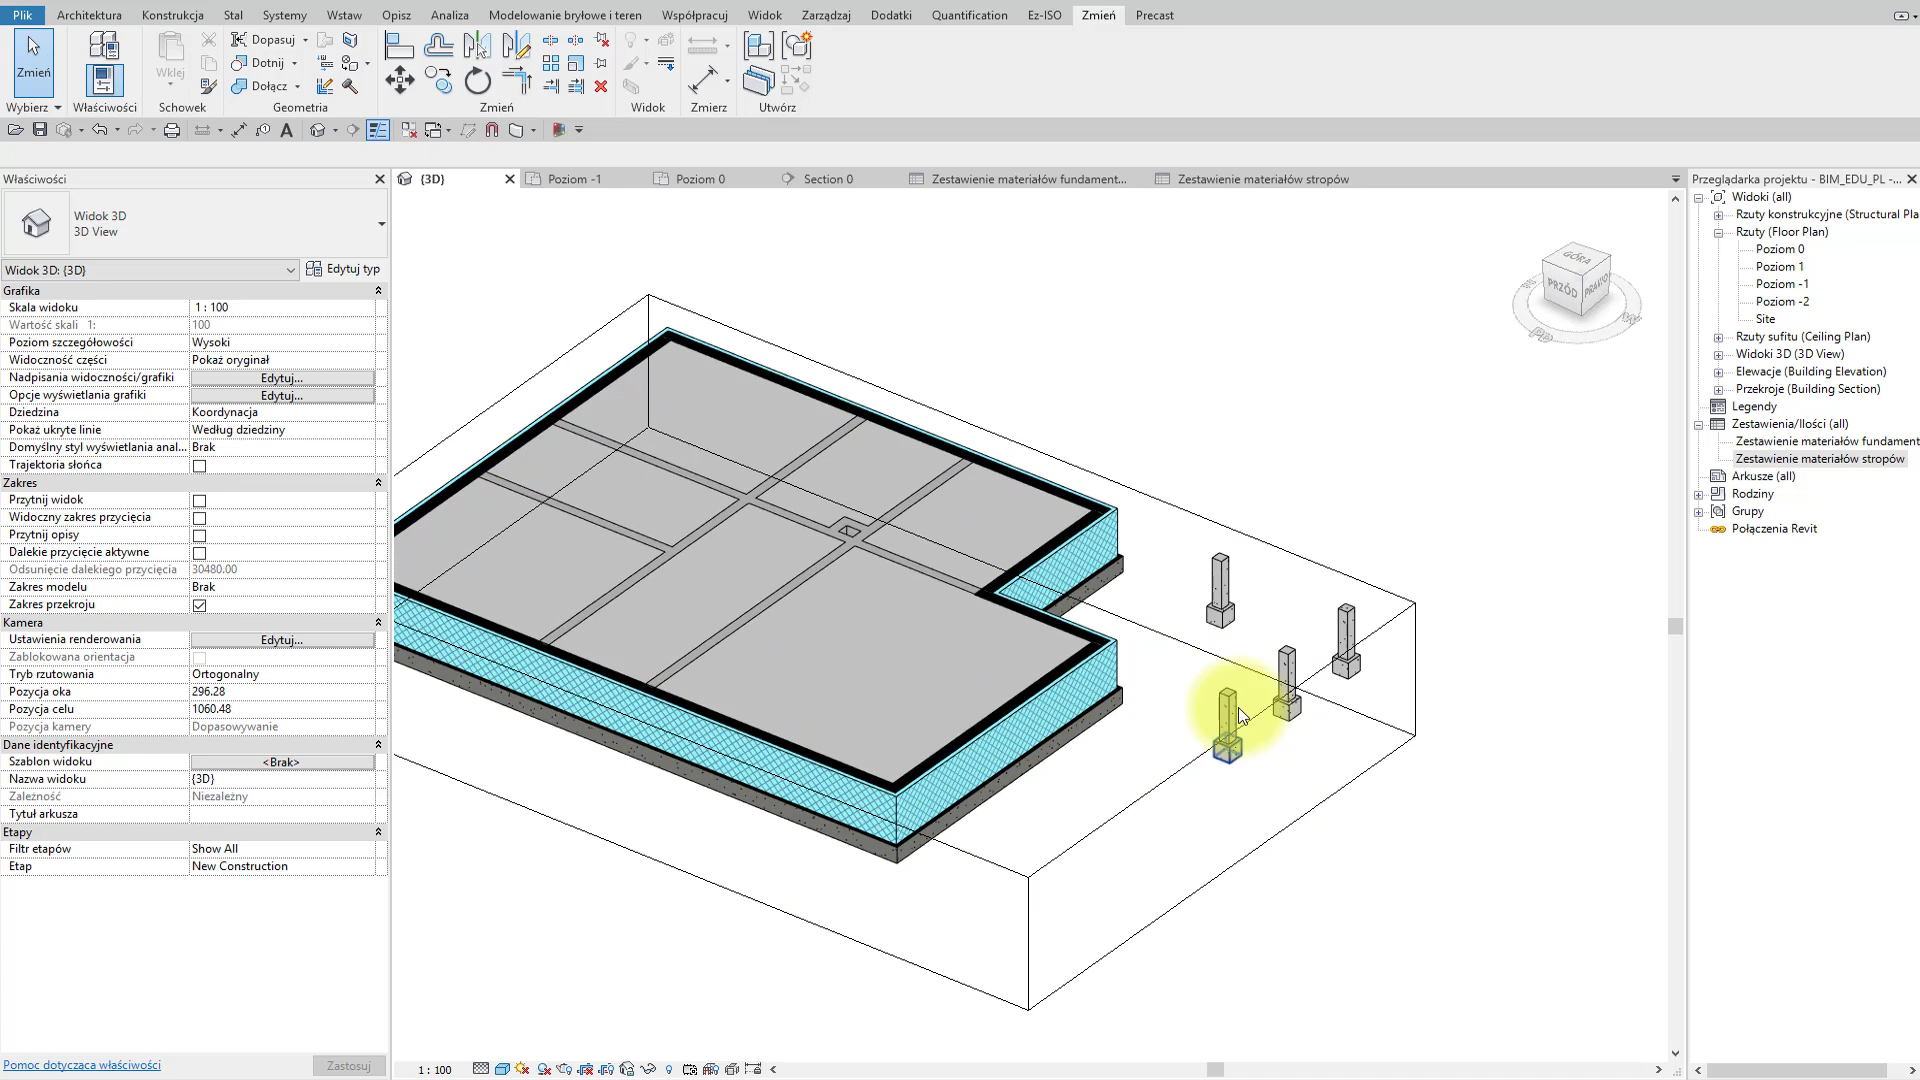 Plik Architektura Konstrukcja Stal Systemy Wstaw Opisz Analiza Modelowanie bryłowe i teren Współpracuj Widok Zarządzaj Dodatki Quantification Ez-ISO Zmień Precast
Dopasuj
Zmień Wklej Dotnij
Dołącz
Wybierz Właściwości Schowek Geometria Zmień Widok Zmierz Utwórz
Właściwości
{3D} Poziom -1 Poziom 0 Section 0 Zestawienie materiałów fundament... Zestawienie materiałów stropów
Przeglądarka projektu - BIM_EDU_PL -...
Widok 3D
3D View
Widok 3D: {3D} Edytuj typ
Grafika
Skala widoku 1 : 100
Wartość skali 1: 100
Poziom szczegółowości Wysoki
Widoczność części Pokaż oryginał
Nadpisania widoczności/grafiki Edytuj...
Opcje wyświetlania grafiki Edytuj...
Dziedzina Koordynacja
Pokaż ukryte linie Według dziedziny
Domyślny styl wyświetlania anal... Brak
Trajektoria słońca
Zakres
Przytnij widok
Widoczny zakres przycięcia
Przytnij opisy
Dalekie przycięcie aktywne
Odsunięcie dalekiego przycięcia 30480.00
Zakres modelu Brak
Zakres przekroju
Kamera
Ustawienia renderowania Edytuj...
Zablokowana orientacja
Tryb rzutowania Ortogonalny
Pozycja oka 296.28
Pozycja celu 1060.48
Pozycja kamery Dopasowywanie
Dane identyfikacyjne
Szablon widoku <Brak>
Nazwa widoku {3D}
Zależność Niezależny
Tytuł arkusza
Etapy
Filtr etapów Show All
Etap New Construction
Pomoc dotycząca właściwości Zastosuj
GÓRA
PRZÓD PRAWO
1 : 100
Widoki (all)
Rzuty konstrukcyjne (Structural Pla
Rzuty (Floor Plan)
Poziom 0
Poziom 1
Poziom -1
Poziom -2
Site
Rzuty sufitu (Ceiling Plan)
Widoki 3D (3D View)
Elewacje (Building Elevation)
Przekroje (Building Section)
Legendy
Zestawienia/Ilości (all)
Zestawienie materiałów fundament
Zestawienie materiałów stropów
Arkusze (all)
Rodziny
Grupy
Połączenia Revit